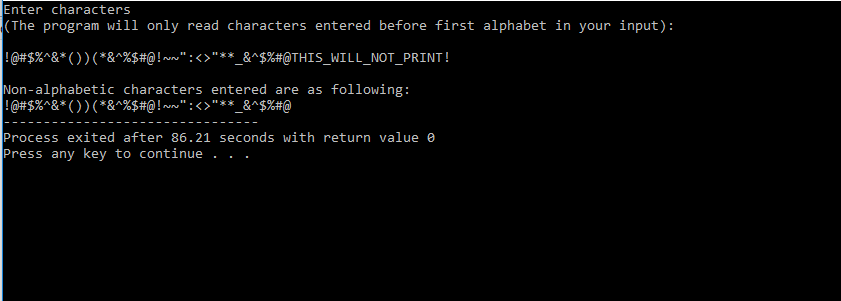 Enter characters
(The program will only read characters entered before first alphabet in your input):
!@#$%^&*())(*&^%$#@!~~":<>"**_&^$%#@THIS_WILL_NOT_PRINT!
Non-alphabetic characters entered are as following:
!@#$%^&*())(*&^%$#@!~~":<>"**_&^$%#@
--------------------------------
Process exited after 86.21 seconds with return value 0
Press any key to continue . . .